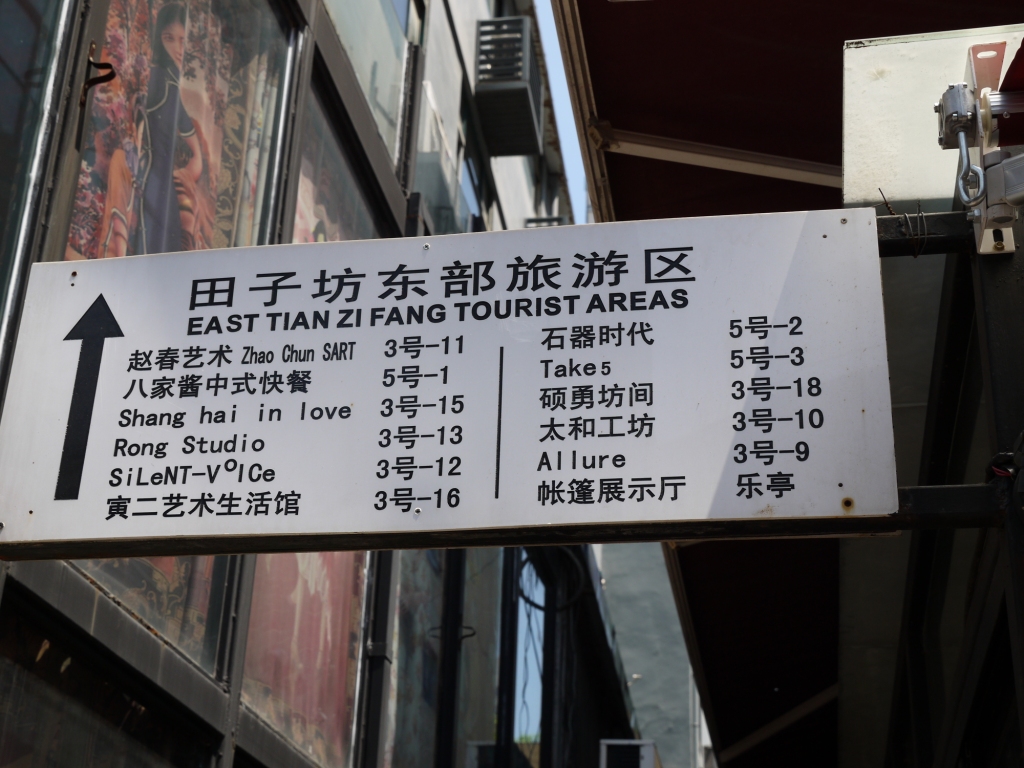 田子坊东部旅游区
EAST TIAN ZI FANG TOURIST AREAS
赵春艺术 Zhao Chun SART 3号-11
八家酱中式快餐 5号-1
Shang hai in love 3号-15
Rong Studio 3号-13
SiLeNT-VOICe 3号-12
寅二艺术生活馆 3号-16
石器时代 5号-2
Take5 5号-3
硕勇坊间 3号-18
太和工坊 3号-10
Allure 3号-9
帐篷展示厅 乐亭